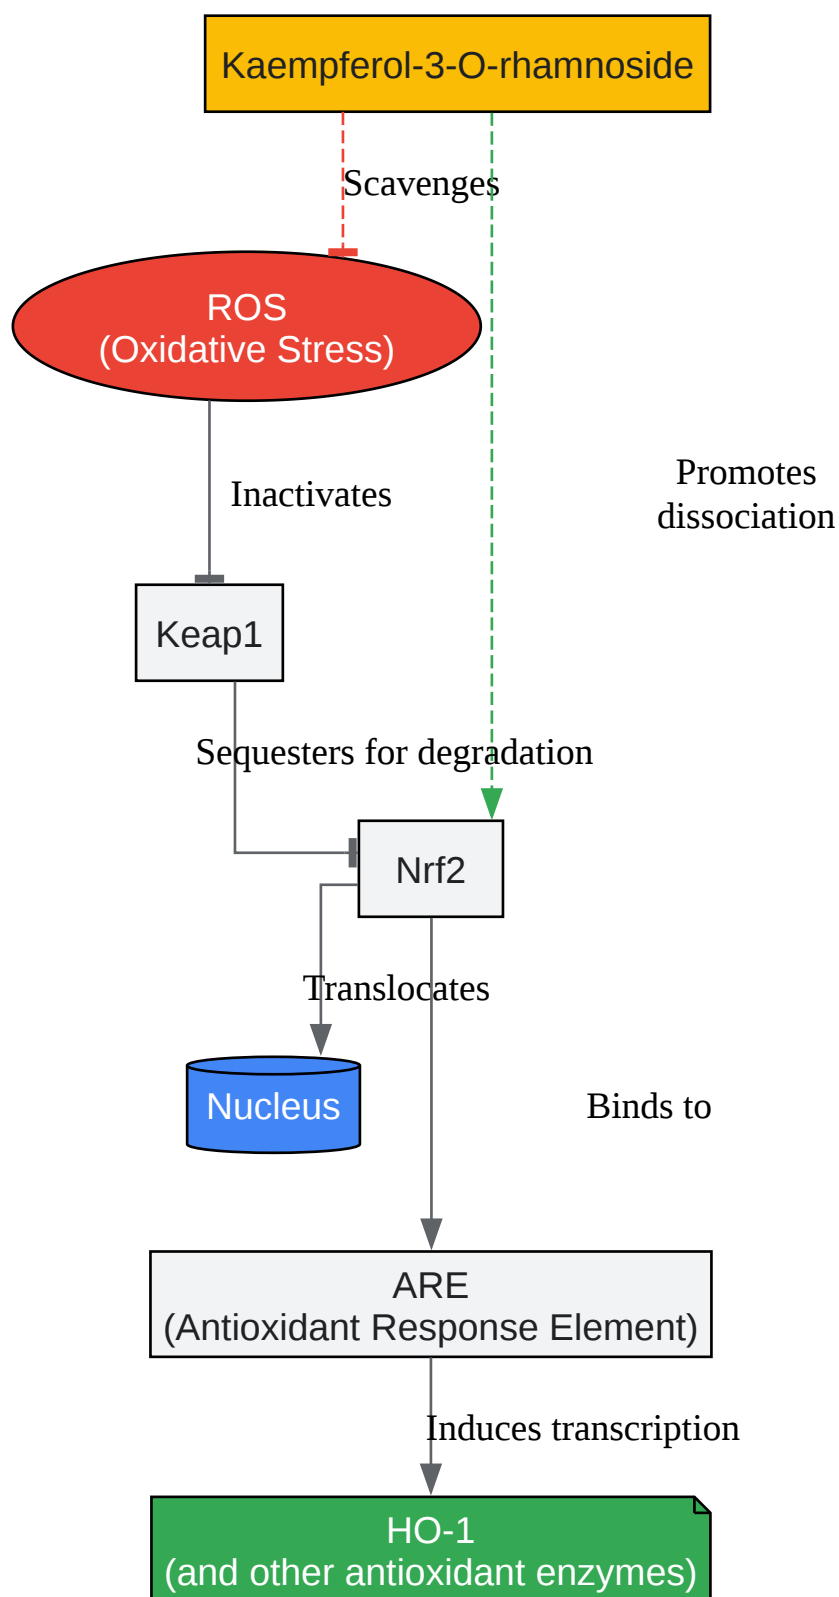 Kaempferol-3-O-rhamnoside
Scavenges
ROS
(Oxidative Stress)
Promotes
dissociation
Inactivates
Keap1
Sequesters for degradation
Nrf2
Translocates
Nucleus
Binds to
ARE
(Antioxidant Response Element)
Induces transcription
HO-1
(and other antioxidant enzymes)